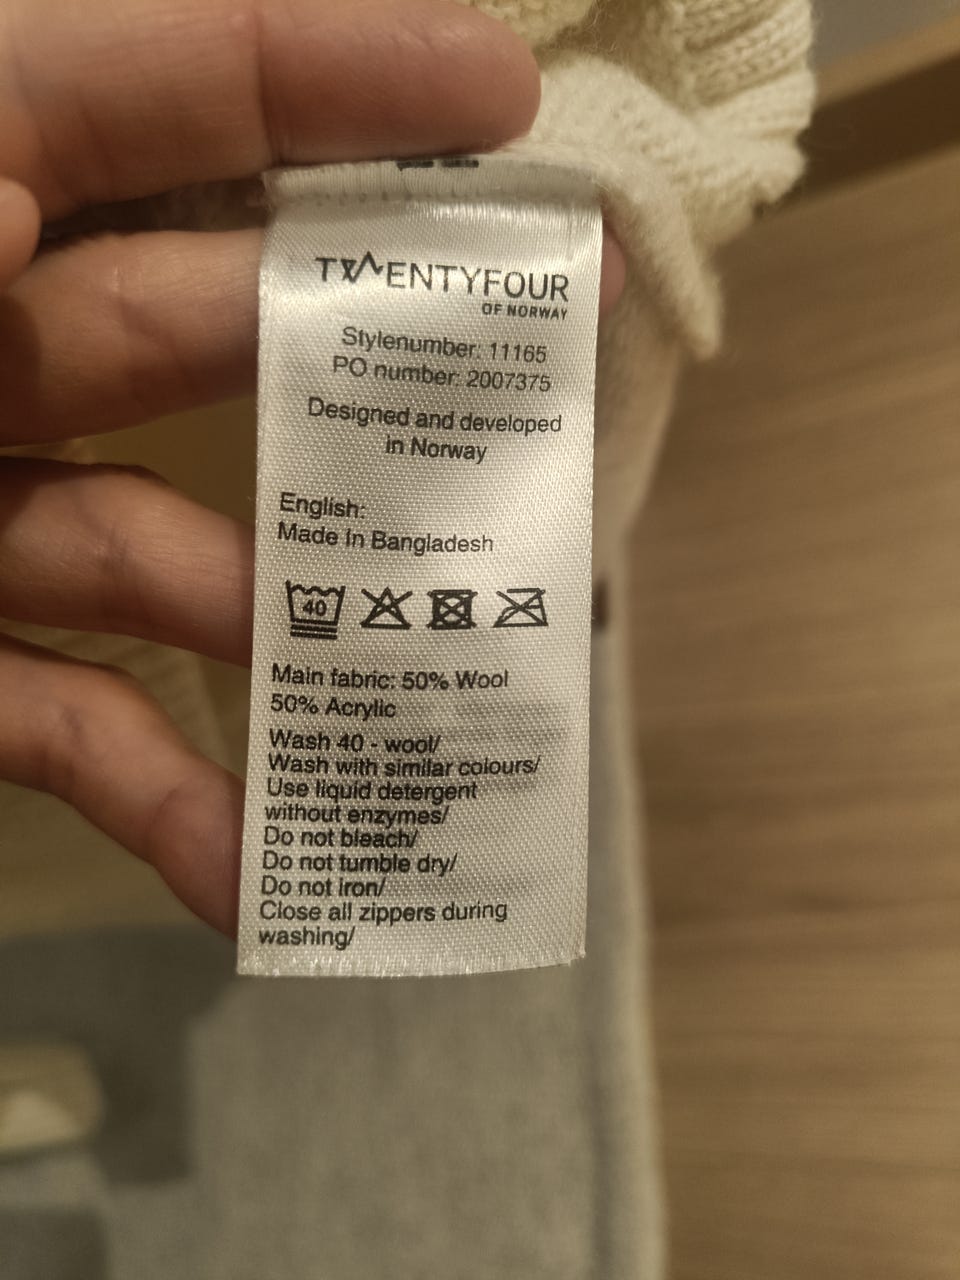 TWENTYFOUR
OF NORWAY
Stylenumber: 11165
PO number: 2007375
Designed and developed
in Norway
English:
Made In Bangladesh
40
Main fabric: 50% Wool
50% Acrylic
Wash 40 - wool/
Wash with similar colours/
Use liquid detergent
without enzymes/
Do not bleach/
Do not tumble dry/
Do not iron/
Close all zippers during
washing/